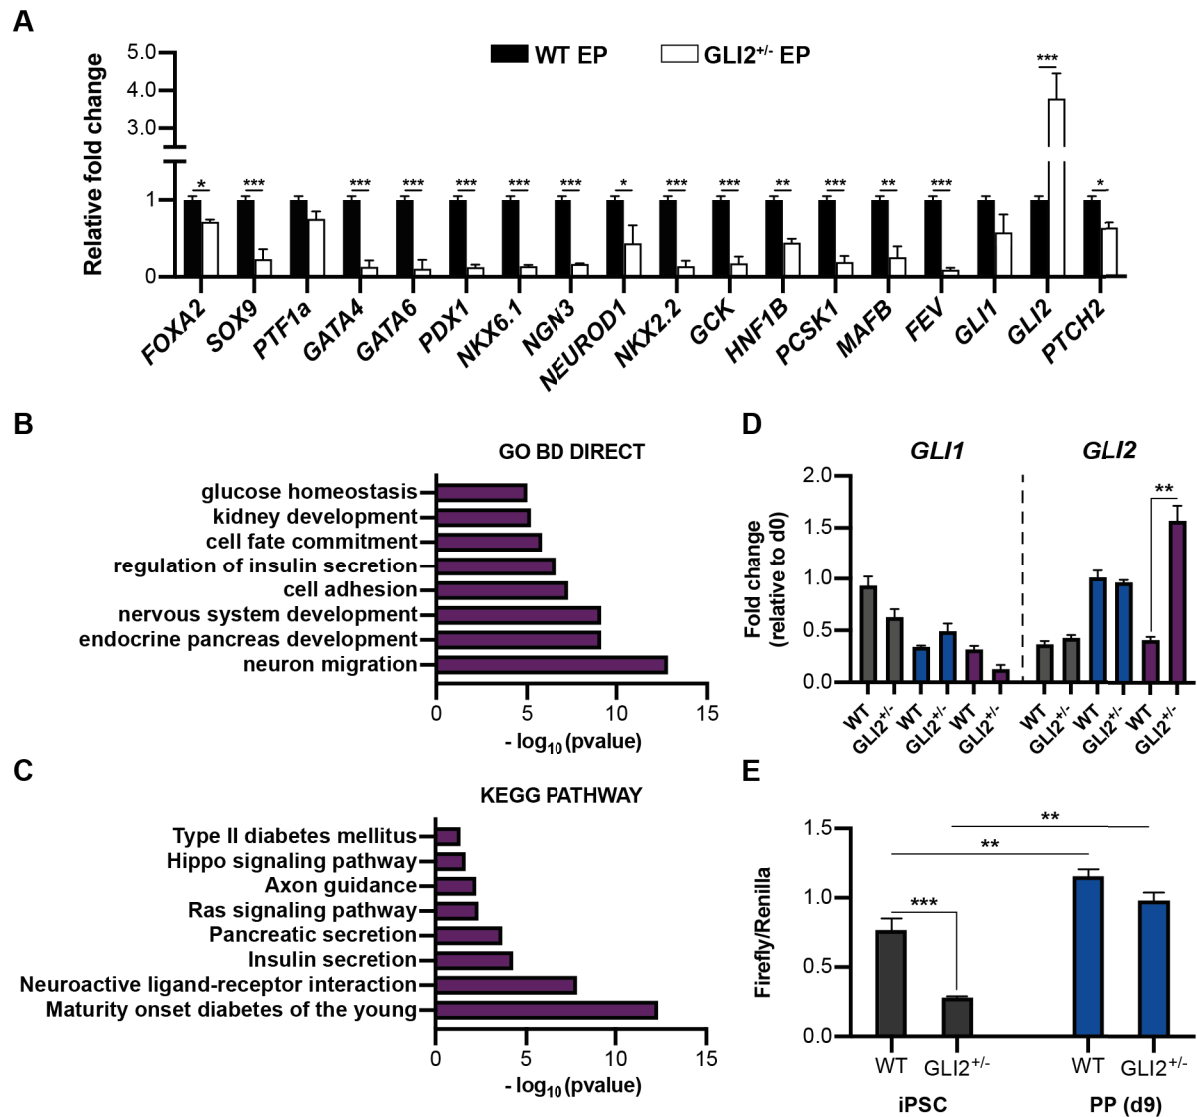 A
WT EP GLI2+/- EP
Relative fold change
5.0
4.0
3.0
1
0
* *** *** *** *** *** *** * *** *** ** *** ** *** *** *
FOXA2 SOX9 PTF1a GATA4 GATA6 PDX1 NKX6.1 NGN3 NEUROD1 NKX2.2 GCK HNF1B PCSK1 MAFB FEV GLI1 GLI2 PTCH2
B
GO BD DIRECT
glucose homeostasis
kidney development
cell fate commitment
regulation of insulin secretion
cell adhesion
nervous system development
endocrine pancreas development
neuron migration
0 5 10 15
- log10 (pvalue)
C
KEGG PATHWAY
Type II diabetes mellitus
Hippo signaling pathway
Axon guidance
Ras signaling pathway
Pancreatic secretion
Insulin secretion
Neuroactive ligand-receptor interaction
Maturity onset diabetes of the young
0 5 10 15
- log10 (pvalue)
D
GLI1 GLI2
Fold change
(relative to d0)
2.0
1.5
1.0
0.5
0.0
**
WT GLI2+/- WT GLI2+/- WT GLI2+/- WT GLI2+/- WT GLI2+/- WT GLI2+/-
E
Firefly/Renilla
1.5
1.0
0.5
0.0
**
**
***
WT GLI2+/- WT GLI2+/-
iPSC PP (d9)